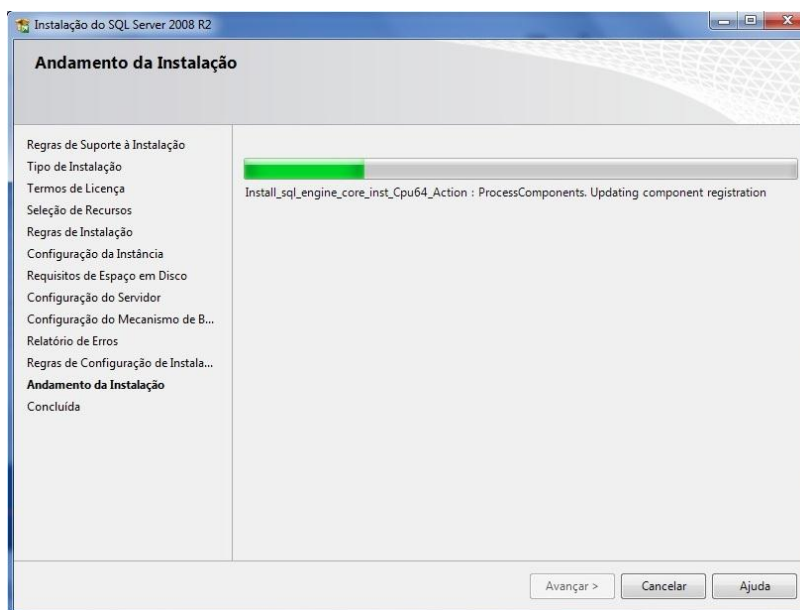 Instalação do SQL Server 2008 R2
Andamento da Instalação
Regras de Suporte à Instalação
Tipo de Instalação
Termos de Licença
Seleção de Recursos
Regras de Instalação
Configuração da Instância
Requisitos de Espaço em Disco
Configuração do Servidor
Configuração do Mecanismo de B...
Relatório de Erros
Regras de Configuração de Instala...
Andamento da Instalação
Concluída
Install_sql_engine_core_inst_Cpu64_Action : ProcessComponents. Updating component registration
Avançar >
Cancelar
Ajuda